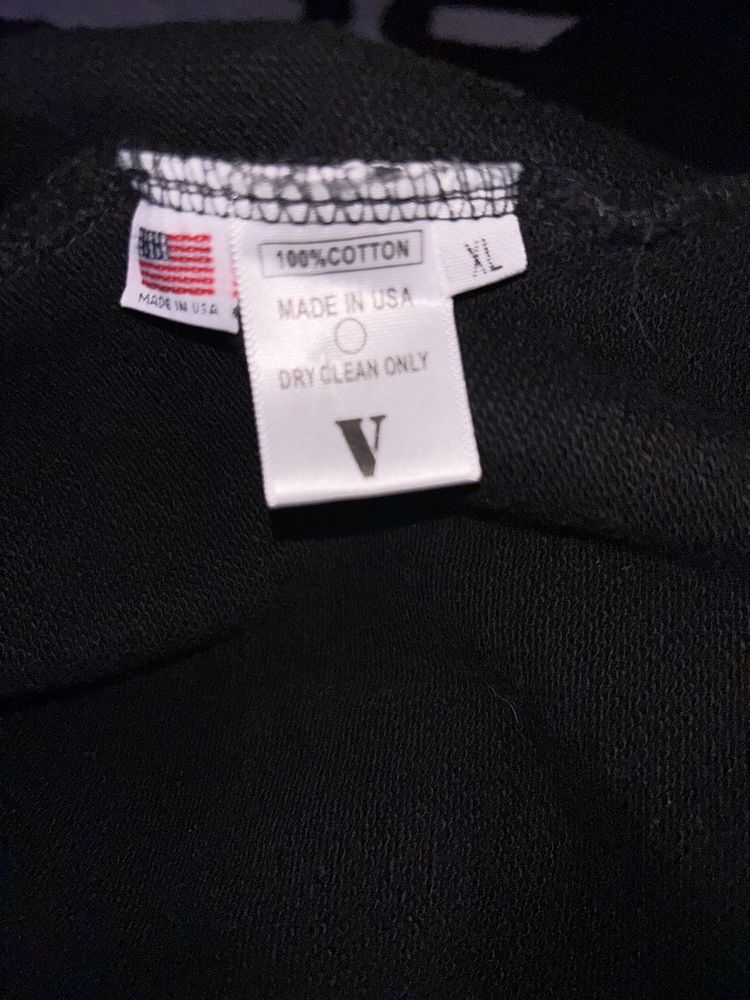 MADE IN USA
100%COTTON
MADE IN USA
DRY CLEAN ONLY
V
XL